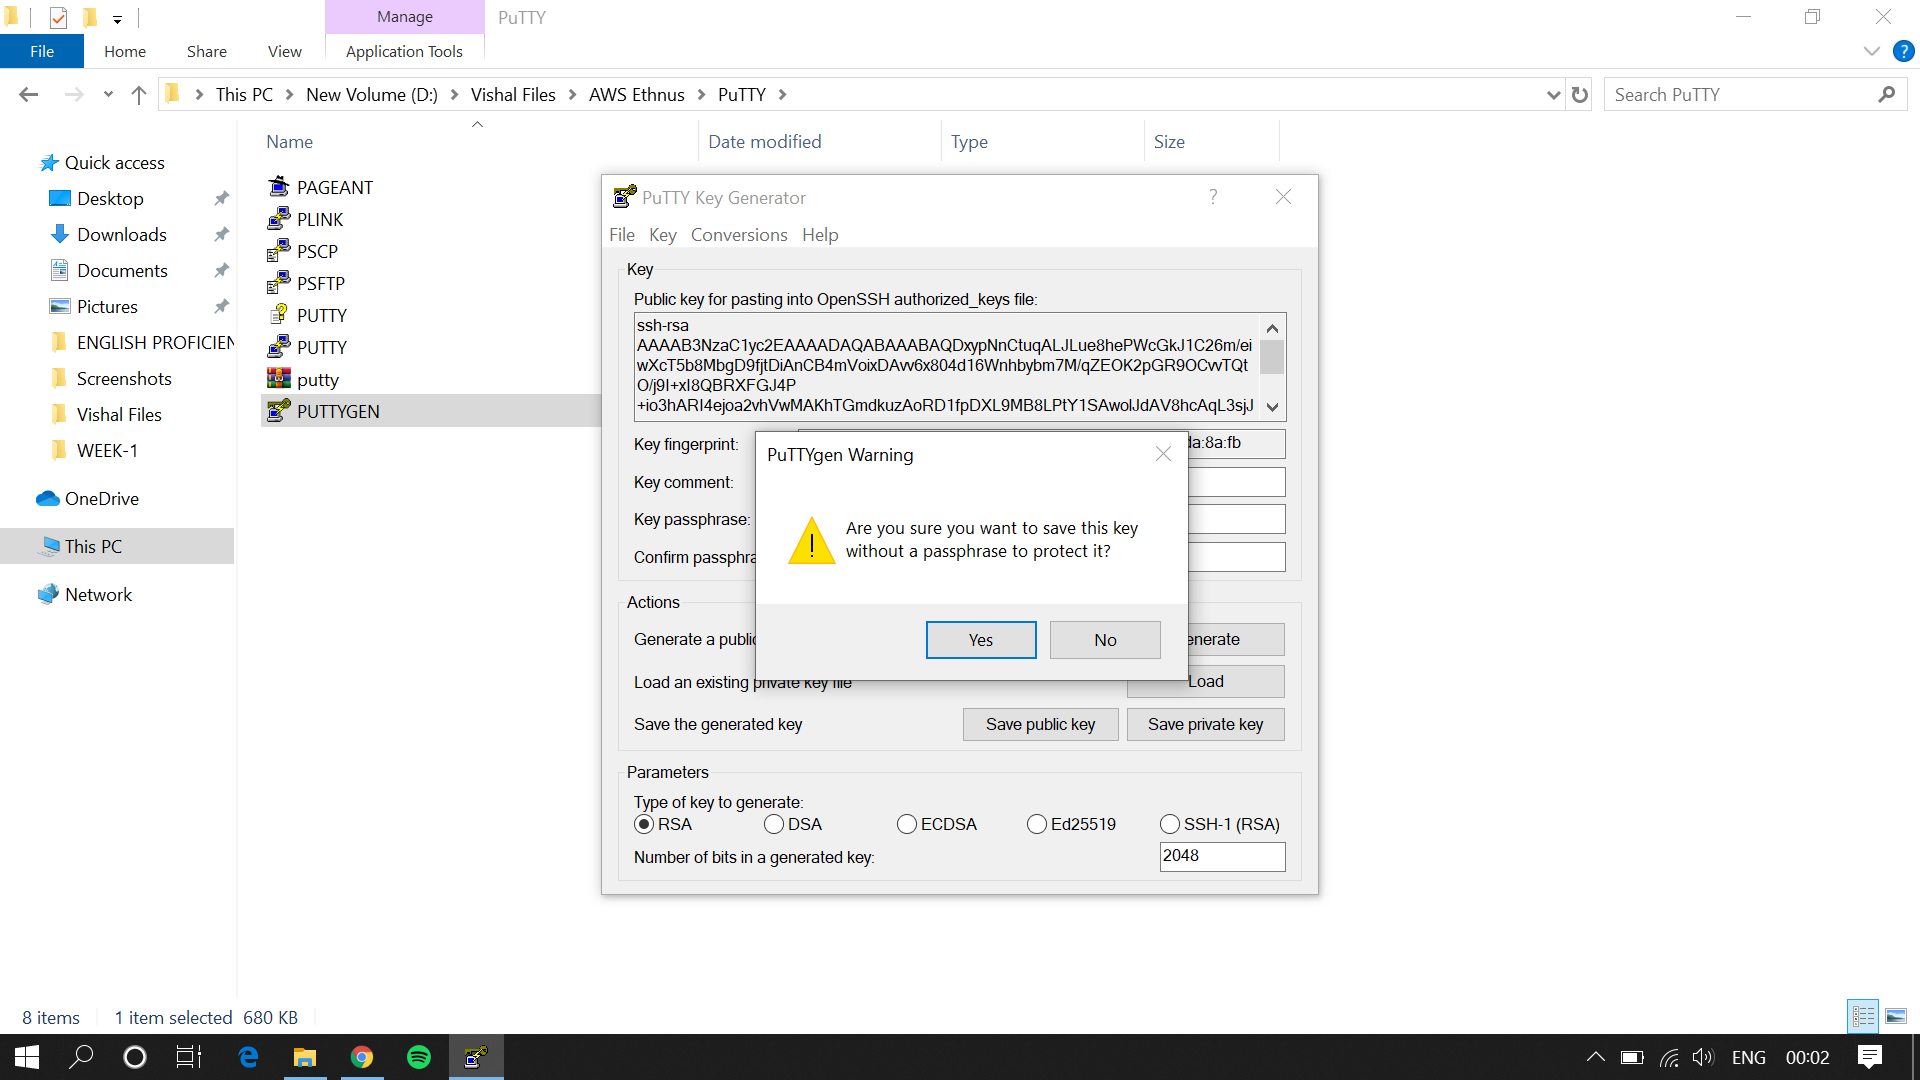 Manage
PuTTY
File
Home
Share
View
Application Tools
This PC
New Volume (D:)
Vishal Files
AWS Ethnus
PuTTY
Search PuTTY
Name
Date modified
Type
Size
Quick access
Desktop
Downloads
Documents
Pictures
ENGLISH PROFICIEN
Screenshots
Vishal Files
WEEK-1
OneDrive
This PC
Network
PAGEANT
PLINK
PSCP
PSFTP
PUTTY
PUTTY
putty
PUTTYGEN
PuTTY Key Generator
?
File Key Conversions Help
Key
Public key for pasting into OpenSSH authorized_keys file:
ssh-rsa
AAAAB3NzaC1yc2EAAAADAQABAAABAQDxypNnCtuqALJLue8hePWcGkJ1C26m/ei
wXcT5b8MbgD9fjtDiAnCB4mVoixDAvv6x804d16Wnhbybm7M/qZEOK2pGR9OCvvTQt
O/j9I+xI8QBRXFGJ4P
+io3hARI4ejoa2vhVwMAKhTGmdkuzAoRD1fpDXL9MB8LPtY1SAwolJdAV8hcAqL3sjJ
Key fingerprint:
da:8a:fb
Key comment:
Key passphrase:
Confirm passphra
PuTTYgen Warning
Are you sure you want to save this key
without a passphrase to protect it?
Yes
No
Actions
Generate a public
enerate
Load an existing private key file
Load
Save the generated key
Save public key
Save private key
Parameters
Type of key to generate:
RSA
DSA
ECDSA
Ed25519
SSH-1 (RSA)
Number of bits in a generated key:
2048
8 items
1 item selected 680 KB
ENG
00:02